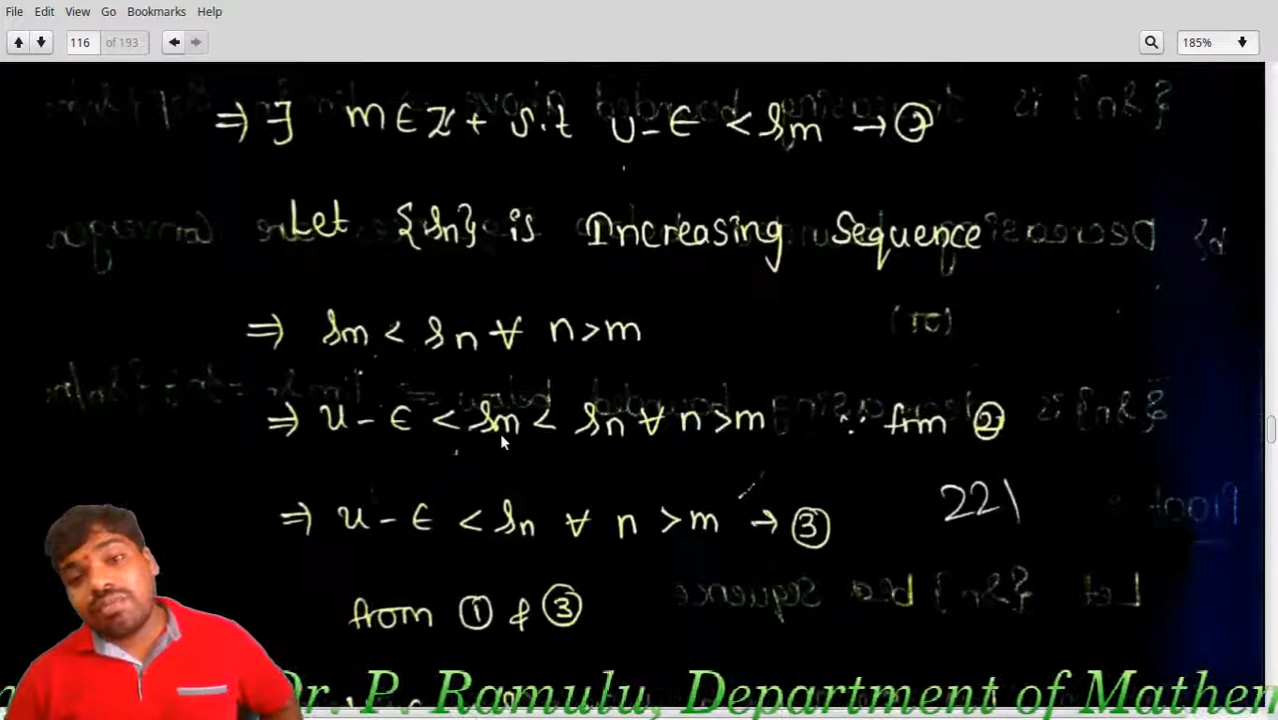 File Edit View Go Bookmarks Help
116 of 193 185%
⇒ ∃ m ∈ Z+ s.t u - ϵ < Sm → ②
Let {Sn} is Increasing Sequence
⇒ Sm < Sn ∀ n > m
⇒ u - ϵ < Sm < Sn ∀ n > m ∵ from ②
⇒ u - ϵ < Sn ∀ n > m → ③
221
from ① & ③
Dr. P. Ramulu, Department of Mathem